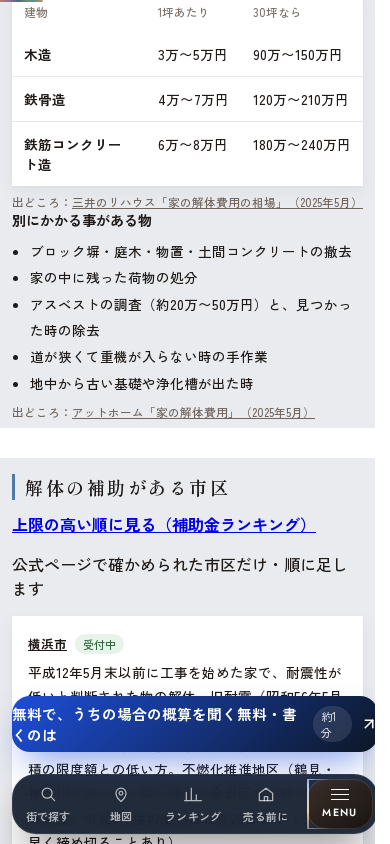 建物 1坪あたり 30坪なら
木造 3万〜5万円 90万〜150万円
鉄骨造 4万〜7万円 120万〜210万円
鉄筋コンクリー 6万〜8万円 180万〜240万円
ト造
出どころ：三井のリハウス「家の解体費用の相場」（2025年5月）
別にかかる事がある物
ブロック塀・庭木・物置・土間コンクリートの撤去
家の中に残った荷物の処分
アスベストの調査（約20万〜50万円）と、見つかっ
た時の除去
道が狭くて重機が入らない時の手作業
地中から古い基礎や浄化槽が出た時
出どころ：アットホーム「家の解体費用」（2025年5月）
解体の補助がある市区
上限の高い順に見る（補助金ランキング）
公式ページで確かめられた市区だけ・順に足し
ます
横浜市 受付中
平成12年5月末以前に工事を始めた家で、耐震性が
無料で、うちの場合の概算を聞く無料・書
くのは
約1
分
積の限度額との低い方。不燃化推進地区（鶴見・
街で探す 地図 ランキング 売る前に MENU
早く締め切ることあり）